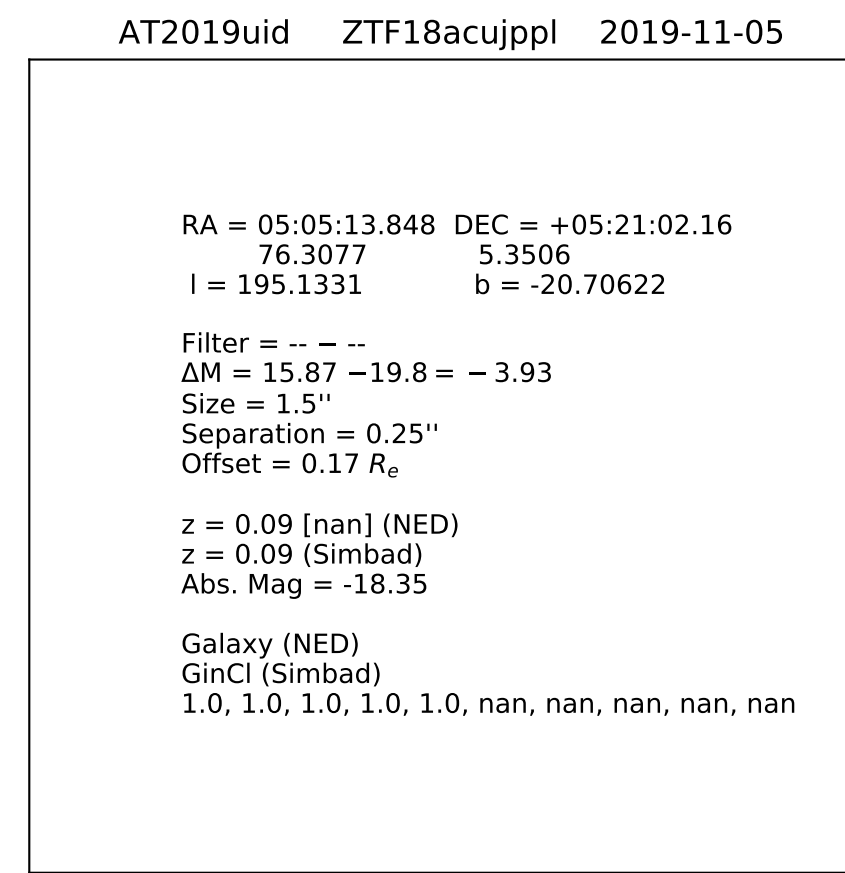 AT2019uid ZTF18acujppl 2019-11-05
RA = 05:05:13.848 DEC = +05:21:02.16
76.3077 5.3506
l = 195.1331 b = -20.70622
Filter = -- − --
ΔM = 15.87 −19.8 = − 3.93
Size = 1.5''
Separation = 0.25''
Offset = 0.17 Rₑ
z = 0.09 [nan] (NED)
z = 0.09 (Simbad)
Abs. Mag = -18.35
Galaxy (NED)
GinCl (Simbad)
1.0, 1.0, 1.0, 1.0, 1.0, nan, nan, nan, nan, nan